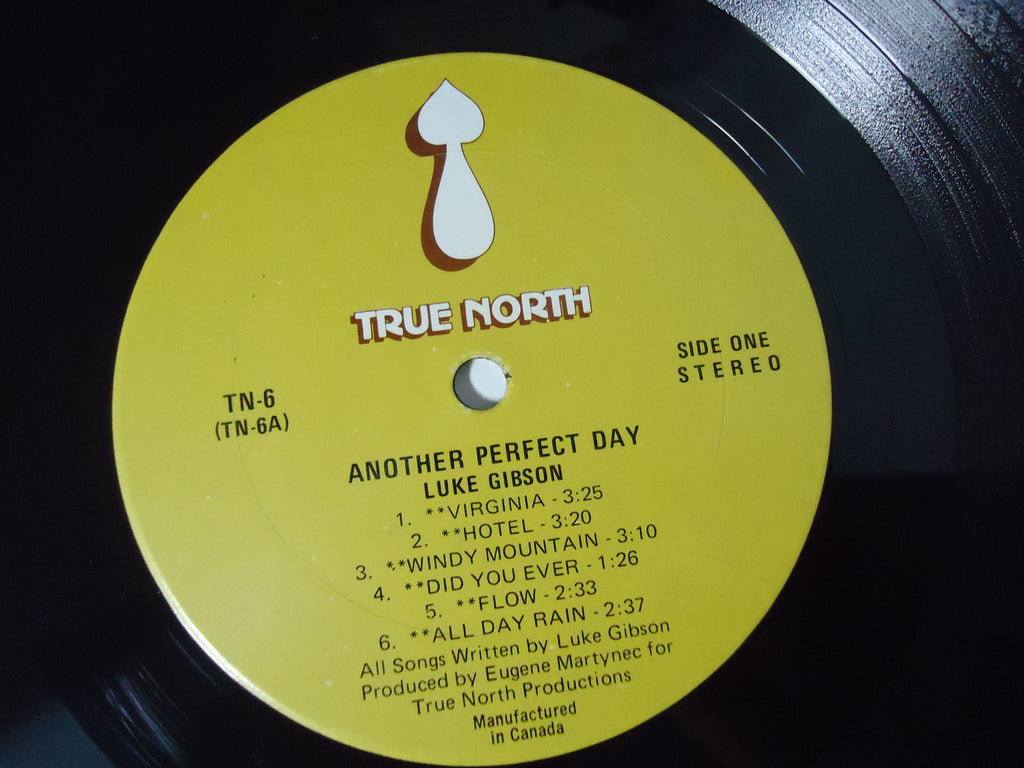 TRUE NORTH
SIDE ONE
STEREO
TN-6
(TN-6A)
ANOTHER PERFECT DAY
LUKE GIBSON
1. **VIRGINIA - 3:25
2. **HOTEL - 3:20
3. **WINDY MOUNTAIN - 3:10
4. **DID YOU EVER - 1:26
5. **FLOW - 2:33
6. **ALL DAY RAIN - 2:37
All Songs Written by Luke Gibson
Produced by Eugene Martynec for
True North Productions
Manufactured
in Canada